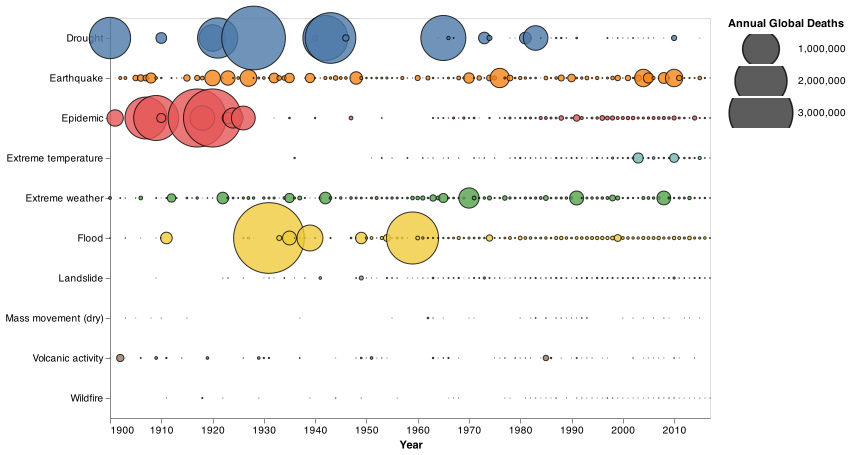 Annual Global Deaths
1,000,000
2,000,000
3,000,000
Drought
Earthquake
Epidemic
Extreme temperature
Extreme weather
Flood
Landslide
Mass movement (dry)
Volcanic activity
Wildfire
1900 1910 1920 1930 1940 1950 1960 1970 1980 1990 2000 2010
Year